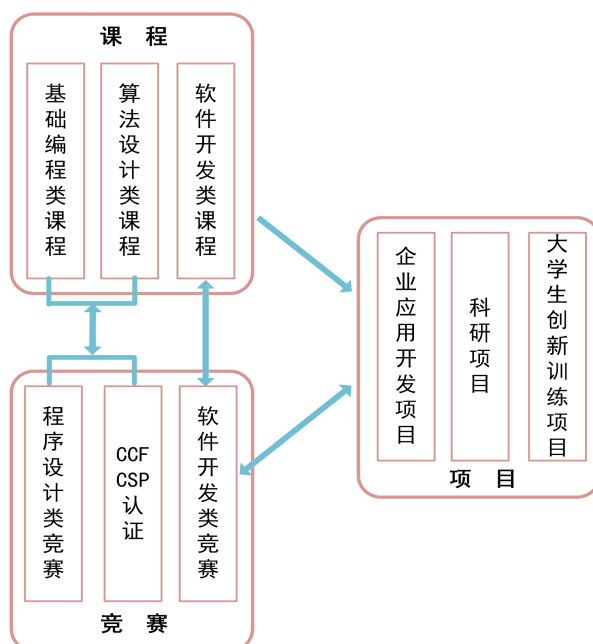 课 程
基础编程类课程
算法设计类课程
软件开发类课程
企业应用开发项目
科研项目
大学生创新训练项目
项 目
程序设计类竞赛
CCF
CSP
认证
软件开发类竞赛
竞 赛